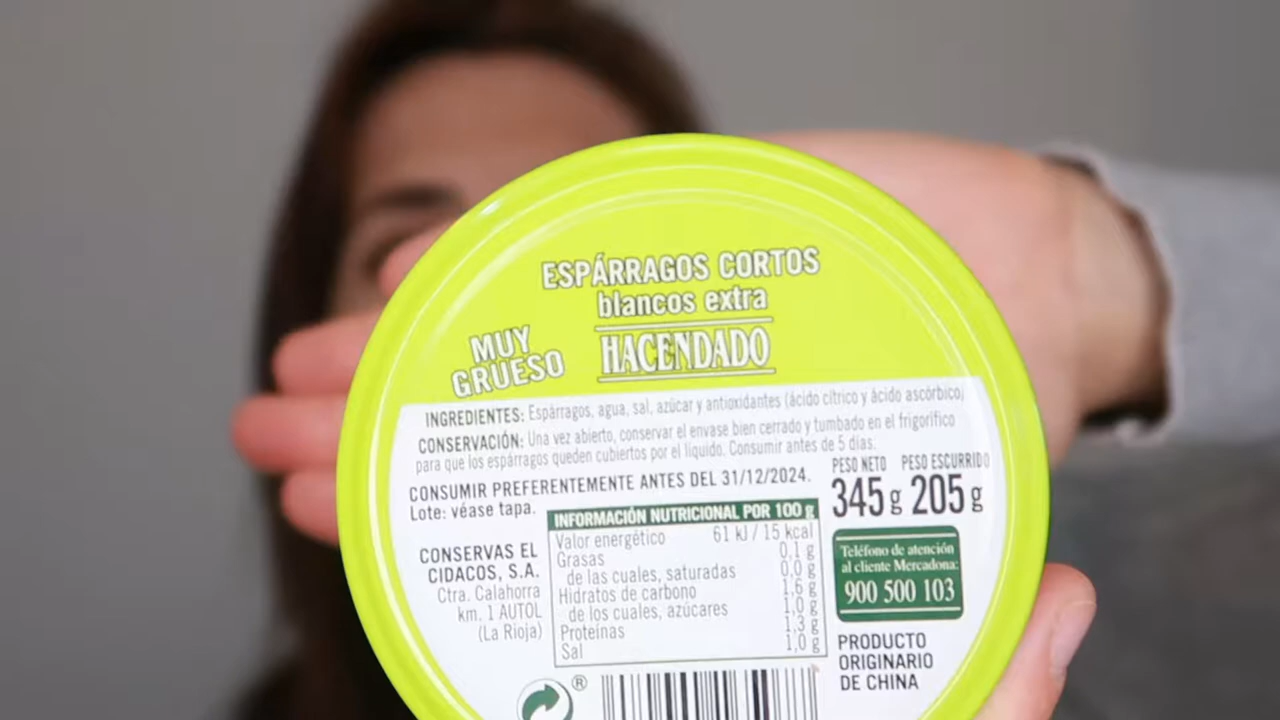 ESPÁRRAGOS CORTOS
blancos extra
MUY
GRUESO
HACENDADO
INGREDIENTES: Espárragos, agua, sal, azúcar y antioxidantes (ácido cítrico y ácido ascórbico)
CONSERVACIÓN: Una vez abierto, conservar el envase bien cerrado y tumbado en el frigorífico
para que los espárragos queden cubiertos por el líquido. Consumir antes de 5 días.
CONSUMIR PREFERENTEMENTE ANTES DEL 31/12/2024.
Lote: véase tapa.
PESO NETO PESO ESCURRIDO
345 g 205 g
CONSERVAS EL
CIDACOS, S.A.
Ctra. Calahorra
km. 1 AUTOL
(La Rioja)
INFORMACIÓN NUTRICIONAL POR 100 g
Valor energético 61 kJ / 15 kcal
Grasas 0,1 g
de las cuales, saturadas 0,0 g
Hidratos de carbono 1,6 g
de los cuales, azúcares 1,0 g
Proteínas 1,3 g
Sal 1,0 g
Teléfono de atención
al cliente Mercadona:
900 500 103
PRODUCTO
ORIGINARIO
DE CHINA
®